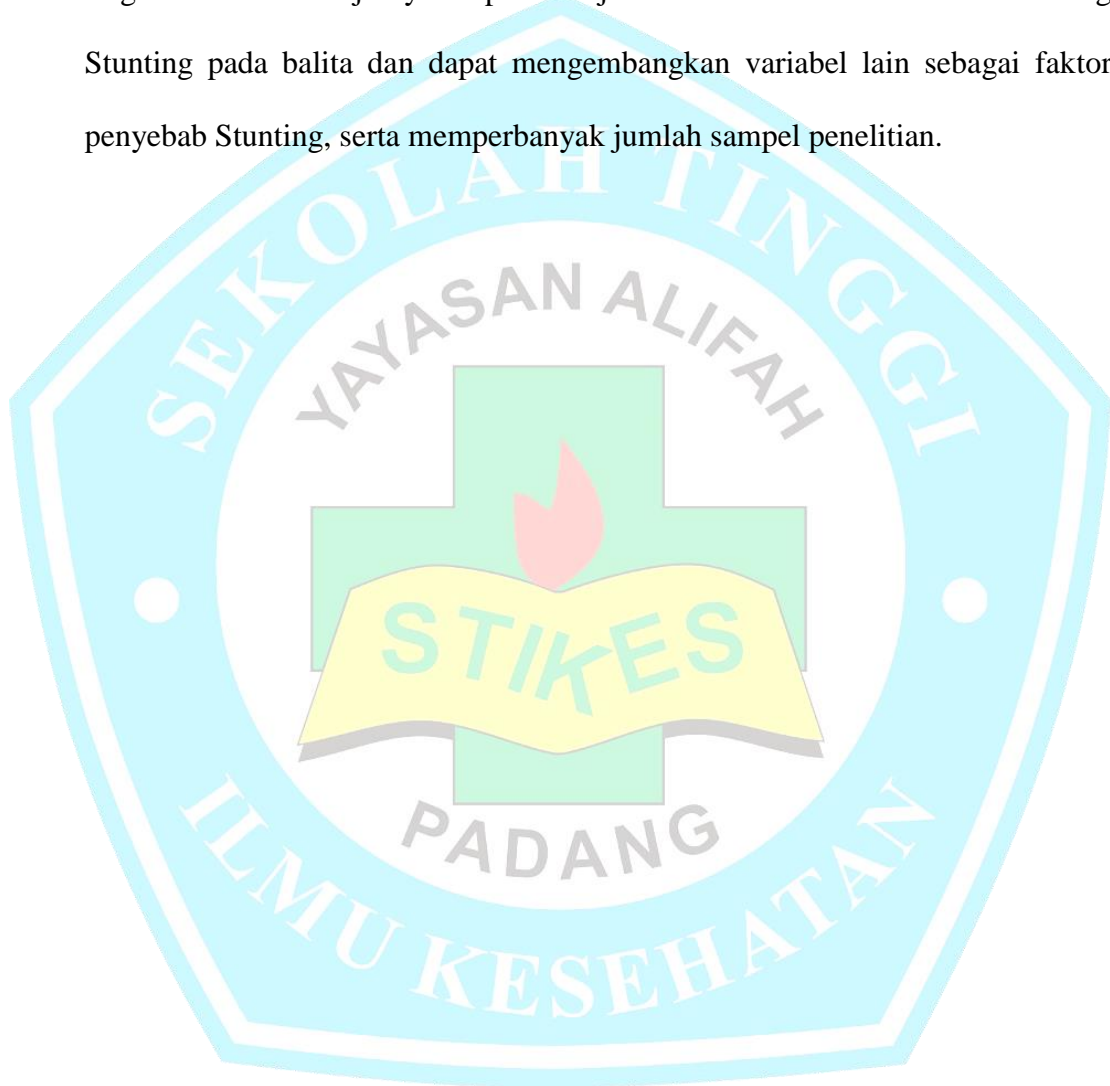 Stunting pada balita dan dapat mengembangkan variabel lain sebagai faktor
penyebab Stunting, serta memperbanyak jumlah sampel penelitian.
SEKOLAH TINGGI
YAYASAN ALIFAH
STIKES
PADANG
ILMU KESEHATAN